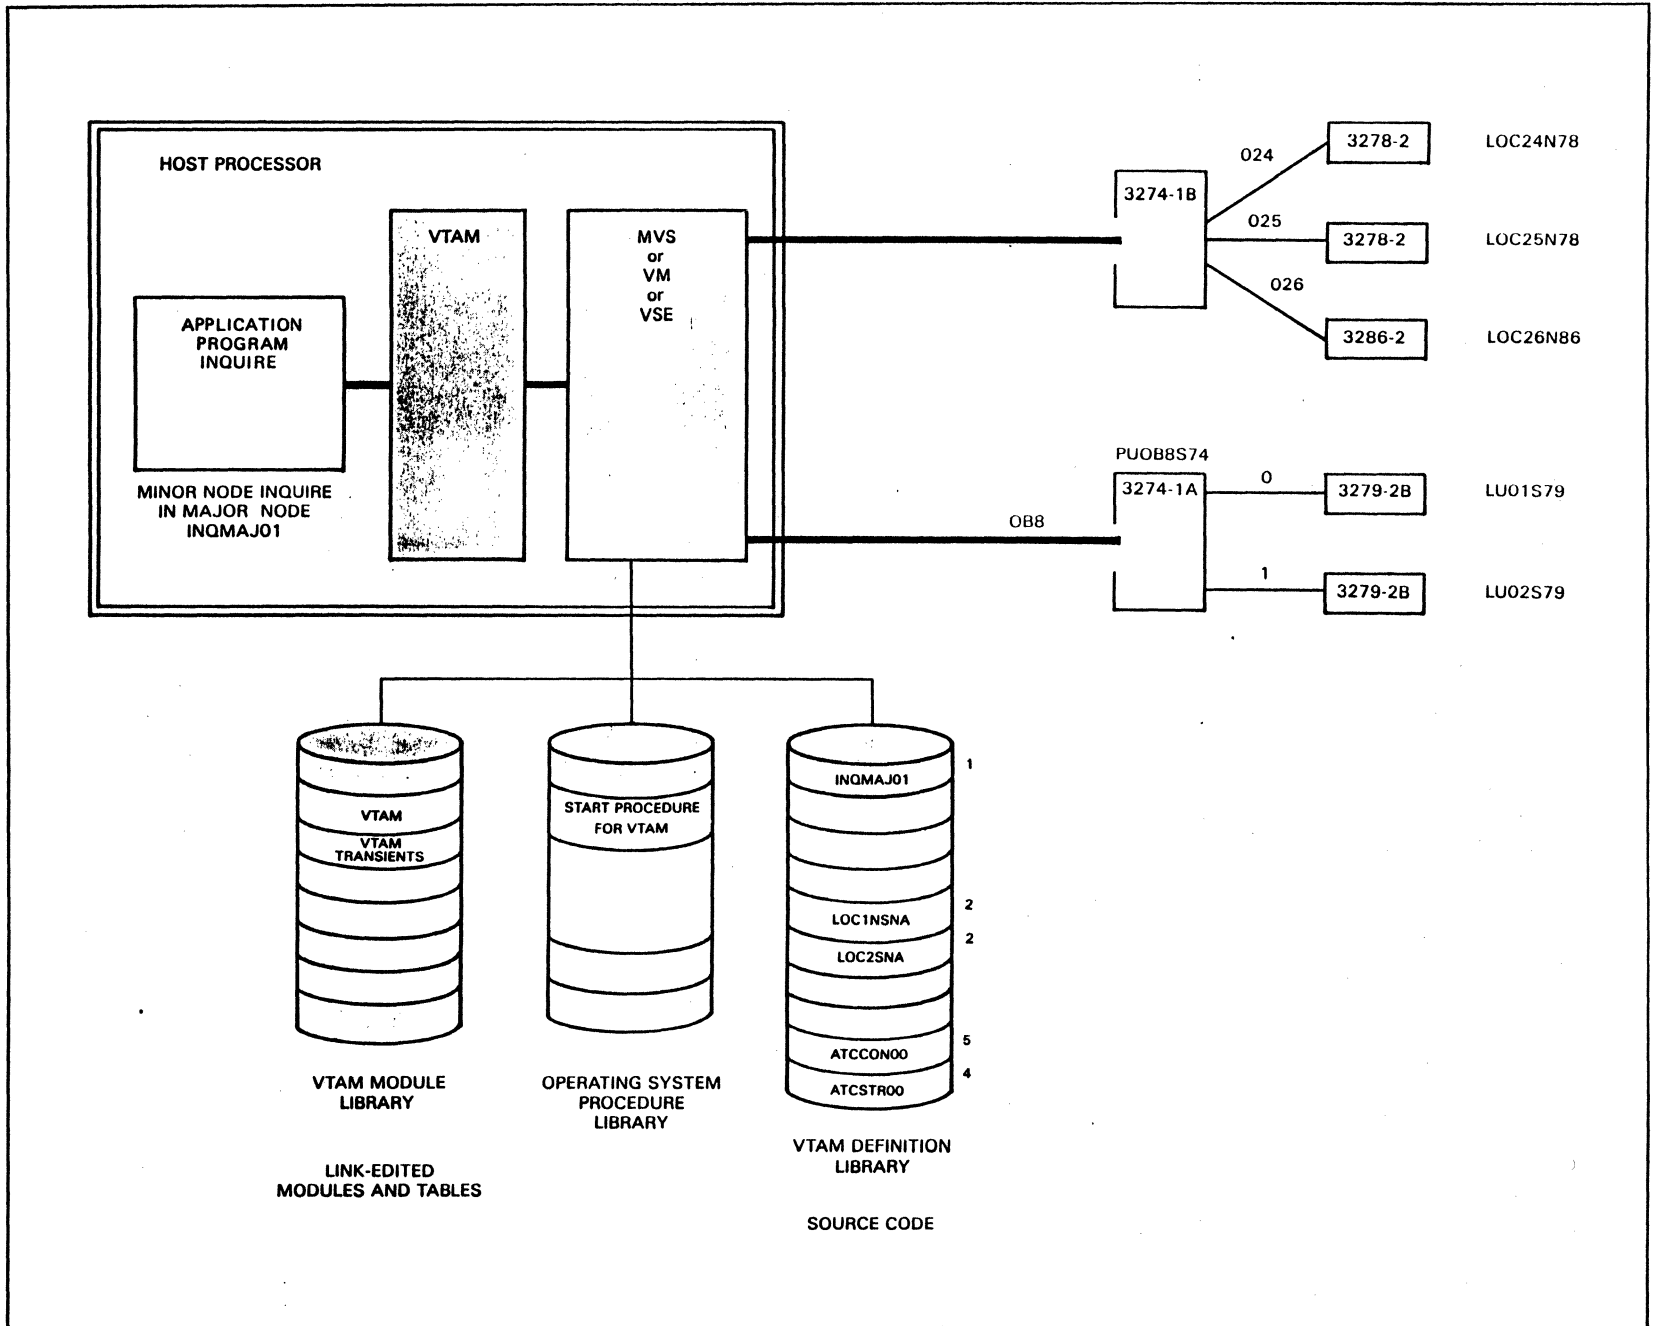 HOST PROCESSOR
APPLICATION
PROGRAM
INQUIRE
MINOR NODE INQUIRE
IN MAJOR NODE
INQMAJ01
VTAM
MVS
or
VM
or
VSE
3274-1B
024
3278-2
LOC24N78
025
3278-2
LOC25N78
026
3286-2
LOC26N86
0B8
PU0B8S74
3274-1A
0
3279-2B
LU01S79
1
3279-2B
LU02S79
VTAM
VTAM
TRANSIENTS
VTAM MODULE
LIBRARY
LINK-EDITED
MODULES AND TABLES
START PROCEDURE
FOR VTAM
OPERATING SYSTEM
PROCEDURE
LIBRARY
INQMAJ01 1
LOC1NSNA 2
LOC2SNA 2
ATCCON00 5
ATCSTR00 4
VTAM DEFINITION
LIBRARY
SOURCE CODE